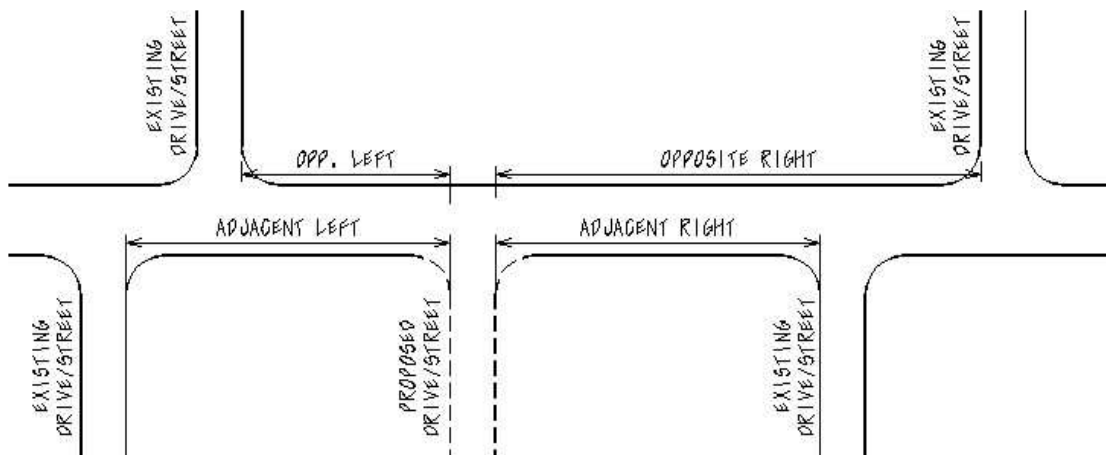 EXISTING
DRIVE/STREET
EXISTING
DRIVE/STREET
OPP. LEFT
OPPOSITE RIGHT
ADJACENT LEFT
ADJACENT RIGHT
EXISTING
DRIVE/STREET
PROPOSED
DRIVE/STREET
EXISTING
DRIVE/STREET